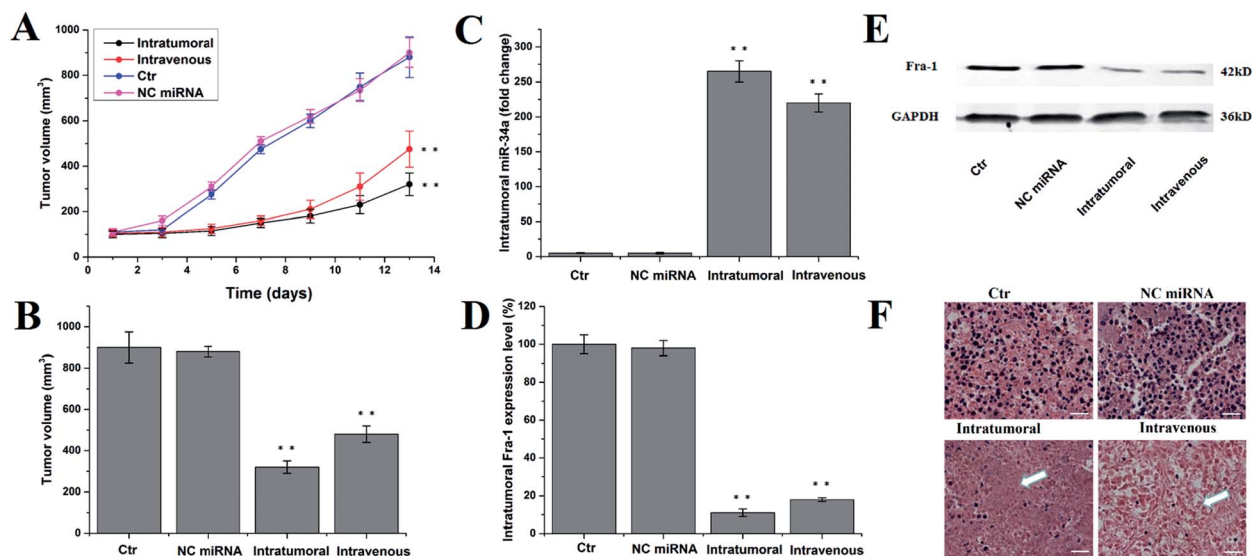 A
Tumor volume (mm³)
1000
800
600
400
200
0
Intratumoral
Intravenous
Ctr
NC miRNA
* *
* *
0 2 4 6 8 10 12 14
Time (days)
B
Tumor volume (mm³)
900
800
600
400
300
0
* *
* *
Ctr NC miRNA Intratumoral Intravenous
C
Intratumoral miR-34a (fold change)
300
250
200
150
100
50
0
* *
* *
Ctr NC miRNA Intratumoral Intravenous
D
Intratumoral Fra-1 expression level (%)
120
100
80
60
40
20
0
* *
* *
Ctr NC miRNA Intratumoral Intravenous
E
Fra-1 42kD
GAPDH 36kD
Ctr NC miRNA Intratumoral Intravenous
F
Ctr NC miRNA
Intratumoral Intravenous